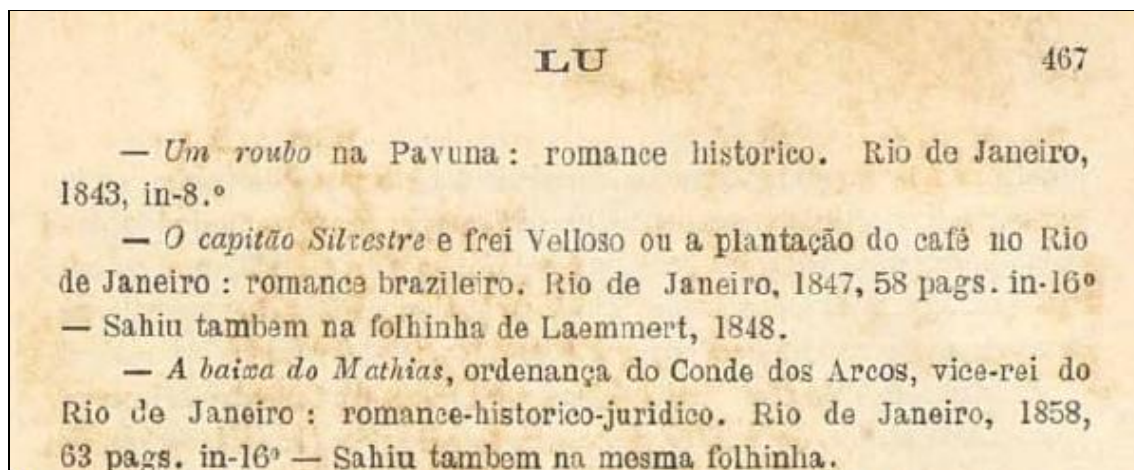 LU 467
— Um roubo na Pavuna : romance historico. Rio de Janeiro,
1843, in-8.º
— O capitão Silvestre e frei Velloso ou a plantação do café no Rio
de Janeiro : romance brazileiro. Rio de Janeiro, 1847, 58 pags. in-16º
— Sahiu tambem na folhinha de Laemmert, 1848.
— A baixa do Mathias, ordenança do Conde dos Arcos, vice-rei do
Rio de Janeiro : romance-historico-juridico. Rio de Janeiro, 1858,
63 pags. in-16º — Sahiu tambem na mesma folhinha.